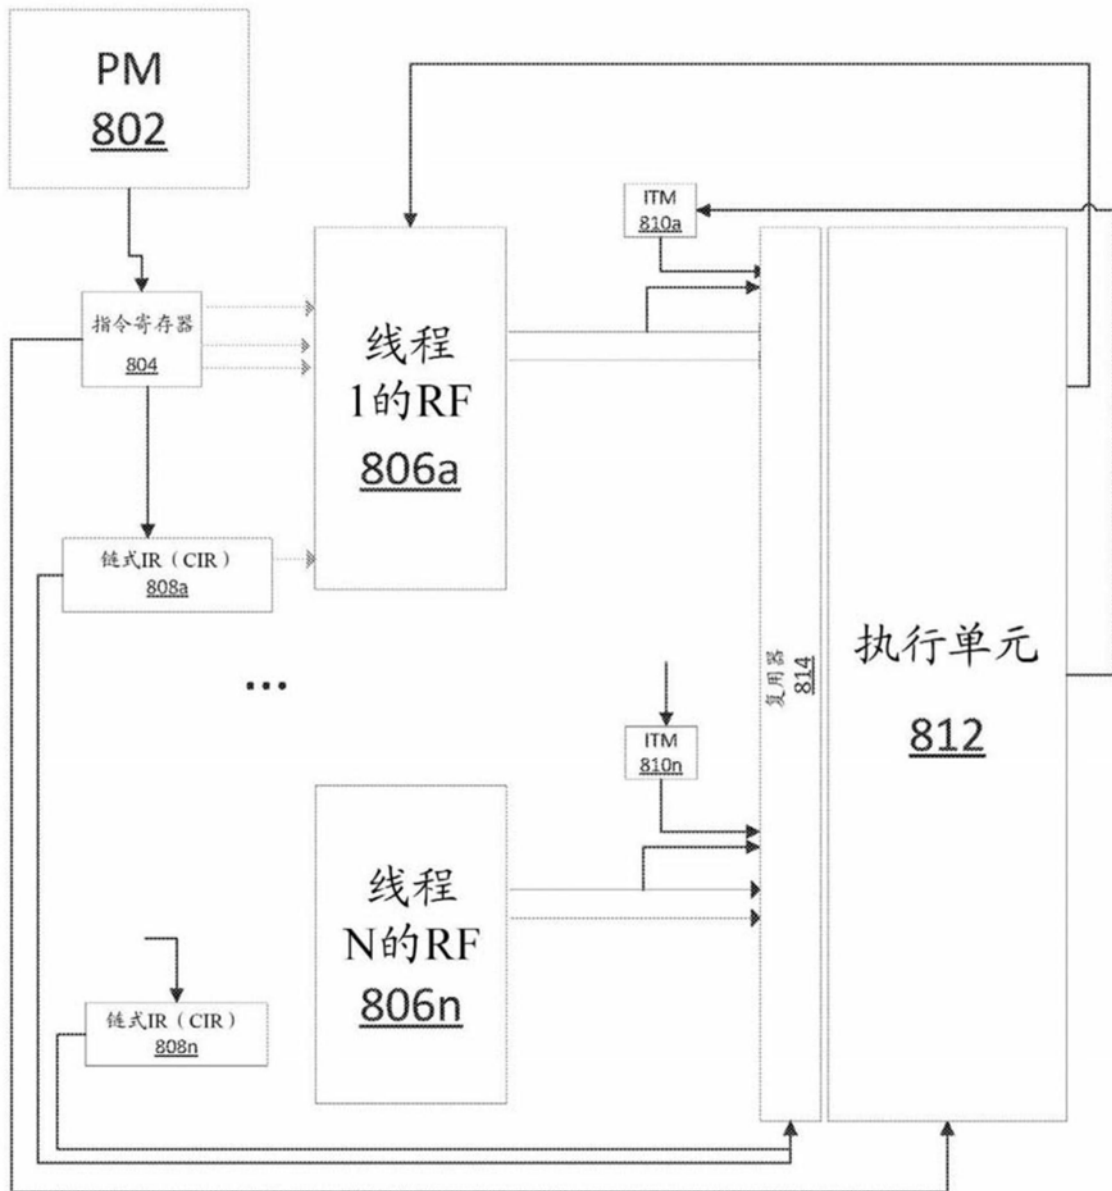 PM
802
ITM
810a
指令寄存器
804
线程
1的RF
806a
链式IR（CIR）
808a
...
复用器
814
执行单元
812
ITM
810n
线程
N的RF
806n
链式IR（CIR）
808n